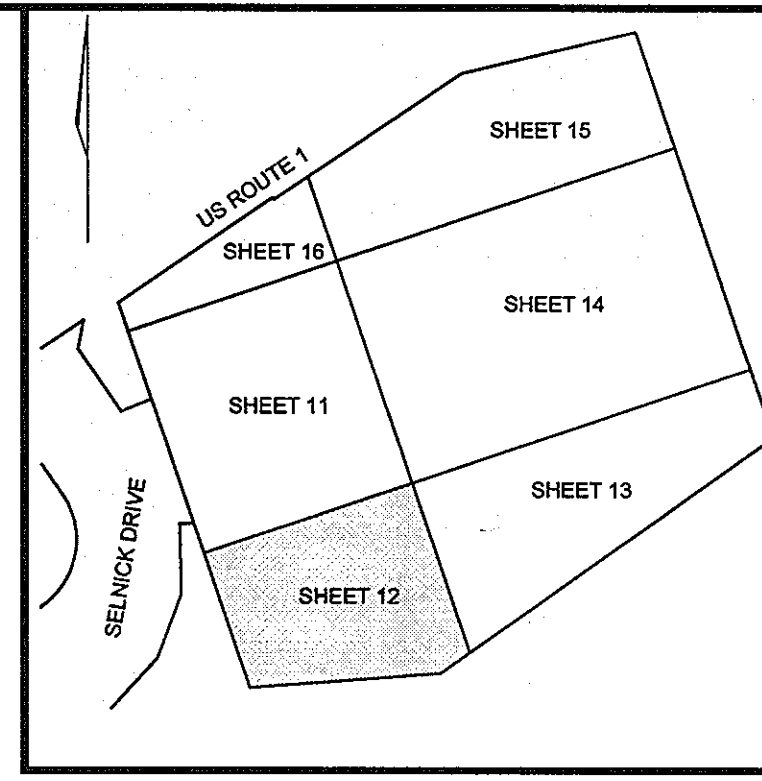 SHEET 15
US ROUTE 1
SHEET 16
SHEET 14
SHEET 11
SHEET 13
SELNICK DRIVE
SHEET 12